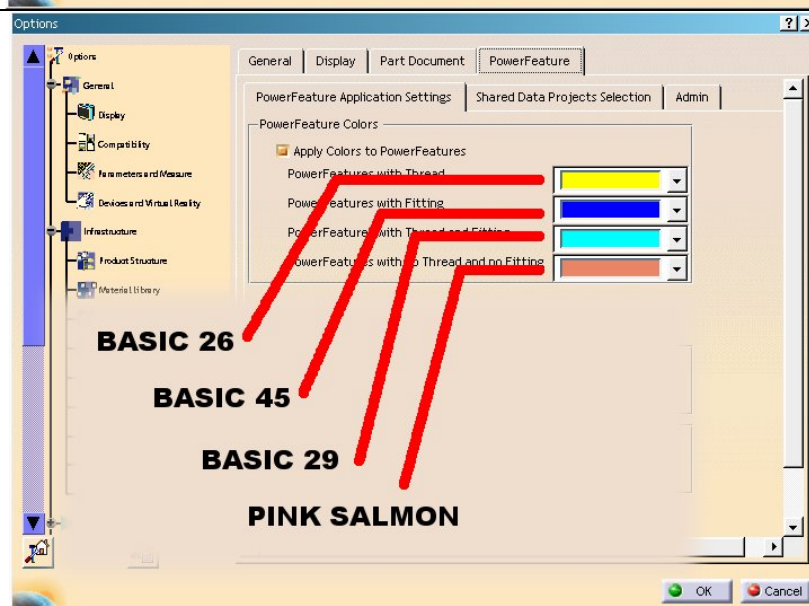 Options
Options
General
Display
Compatibility
Parameters and Measure
Devices and Virtual Reality
Infrastructure
Product Structure
Material Library
General Display Part Document PowerFeature
PowerFeature Application Settings Shared Data Projects Selection Admin
PowerFeature Colors
Apply Colors to PowerFeatures
PowerFeatures with Thread
PowerFeatures with Fitting
PowerFeatures with Thread and Fitting
PowerFeatures with no Thread and no Fitting
BASIC 26
BASIC 45
BASIC 29
PINK SALMON
OK Cancel